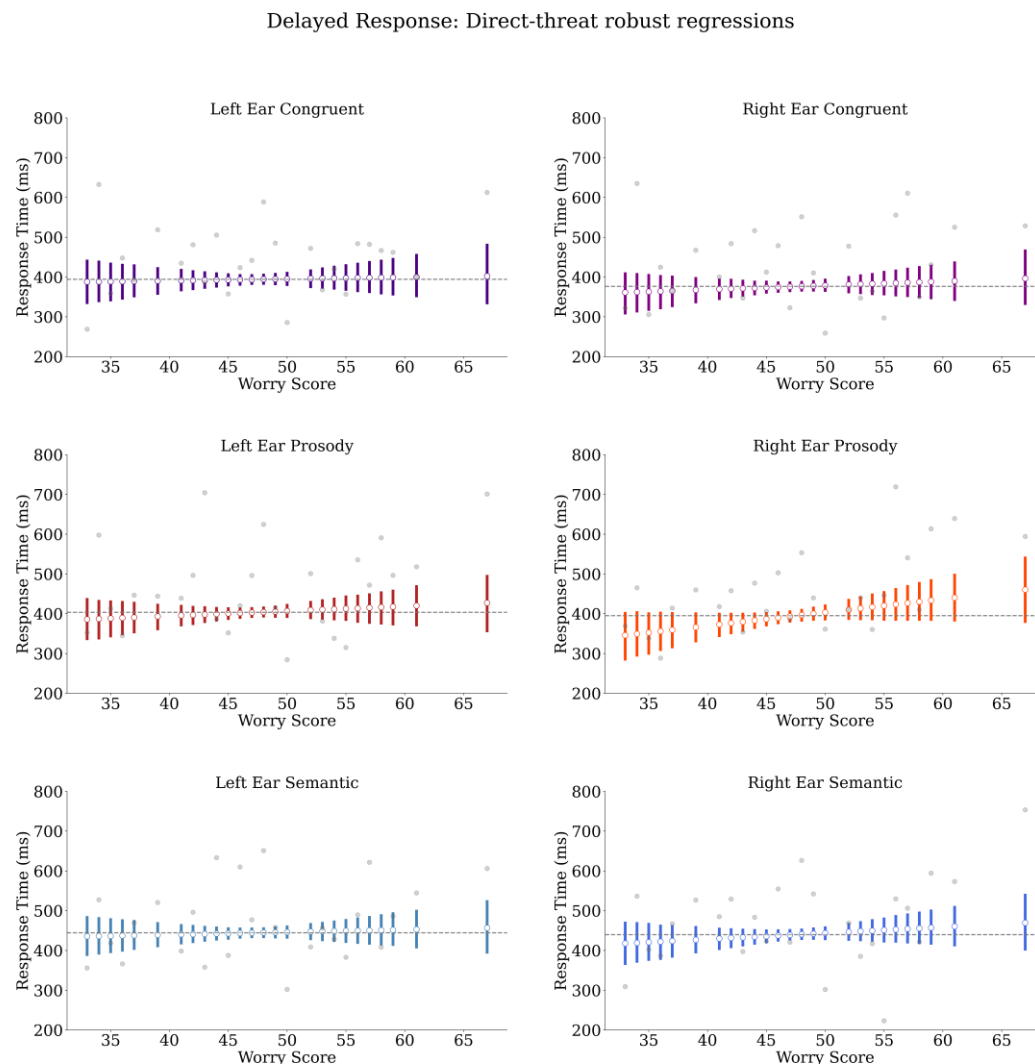 Delayed Response: Direct-threat robust regressions
Left Ear Congruent
800
700
600
500
400
300
200
Response Time (ms)
35 40 45 50 55 60 65
Worry Score
Right Ear Congruent
800
700
600
500
400
300
200
Response Time (ms)
35 40 45 50 55 60 65
Worry Score
Left Ear Prosody
800
700
600
500
400
300
200
Response Time (ms)
35 40 45 50 55 60 65
Worry Score
Right Ear Prosody
800
700
600
500
400
300
200
Response Time (ms)
35 40 45 50 55 60 65
Worry Score
Left Ear Semantic
800
700
600
500
400
300
200
Response Time (ms)
35 40 45 50 55 60 65
Worry Score
Right Ear Semantic
800
700
600
500
400
300
200
Response Time (ms)
35 40 45 50 55 60 65
Worry Score